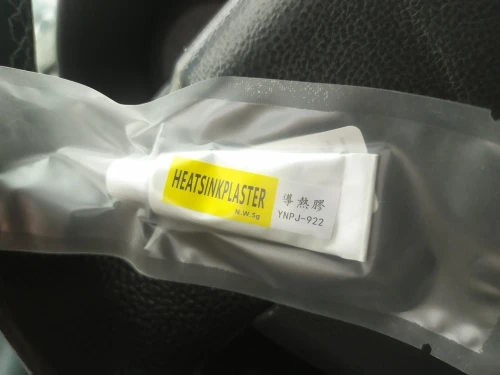 HEATSINKPLASTER
N.W.5g
導熱膠
YNPJ-922